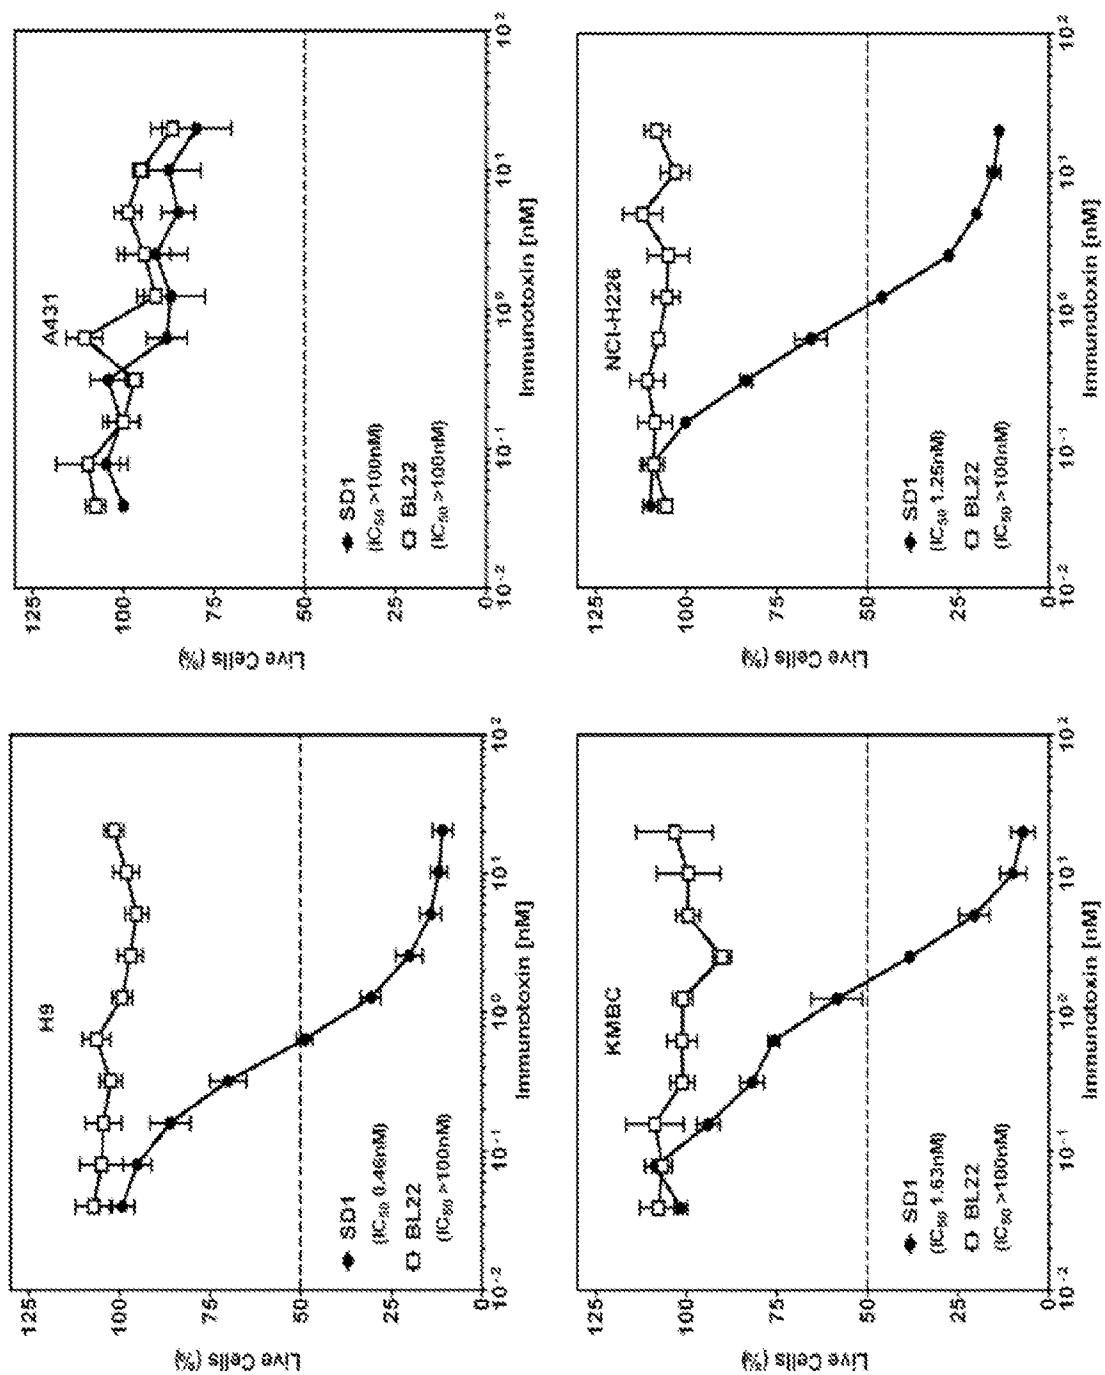 H9
Live Cells (%)
125
100
75
50
25
0
SD1
(IC₅₀ 0.46nM)
BL22
(IC₅₀ >100nM)
10⁻² 10⁻¹ 10⁰ 10¹ 10²
Immunotoxin [nM]
A431
Live Cells (%)
125
100
75
50
25
0
SD1
(IC₅₀ >100nM)
BL22
(IC₅₀ >100nM)
10⁻² 10⁻¹ 10⁰ 10¹ 10²
Immunotoxin [nM]
KMBC
Live Cells (%)
125
100
75
50
25
0
SD1
(IC₅₀ 1.63nM)
BL22
(IC₅₀ >100nM)
10⁻² 10⁻¹ 10⁰ 10¹ 10²
Immunotoxin [nM]
NCI-H226
Live Cells (%)
125
100
75
50
25
0
SD1
(IC₅₀ 1.25nM)
BL22
(IC₅₀ >100nM)
10⁻² 10⁻¹ 10⁰ 10¹ 10²
Immunotoxin [nM]